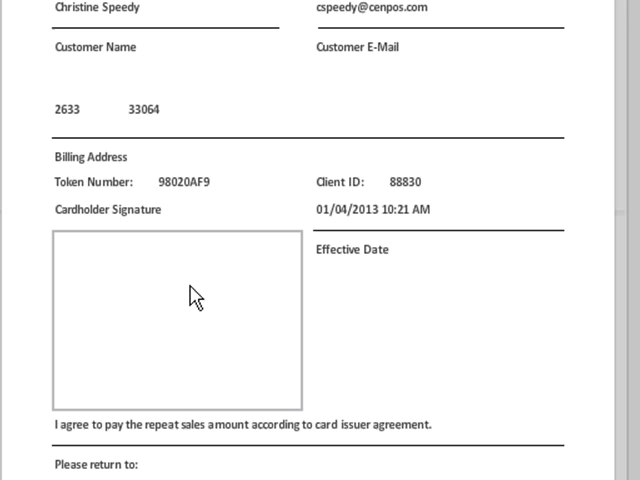 Christine Speedy cspeedy@cenpos.com
Customer Name Customer E-Mail
2633 33064
Billing Address
Token Number: 98020AF9 Client ID: 88830
Cardholder Signature 01/04/2013 10:21 AM
Effective Date
I agree to pay the repeat sales amount according to card issuer agreement.
Please return to: